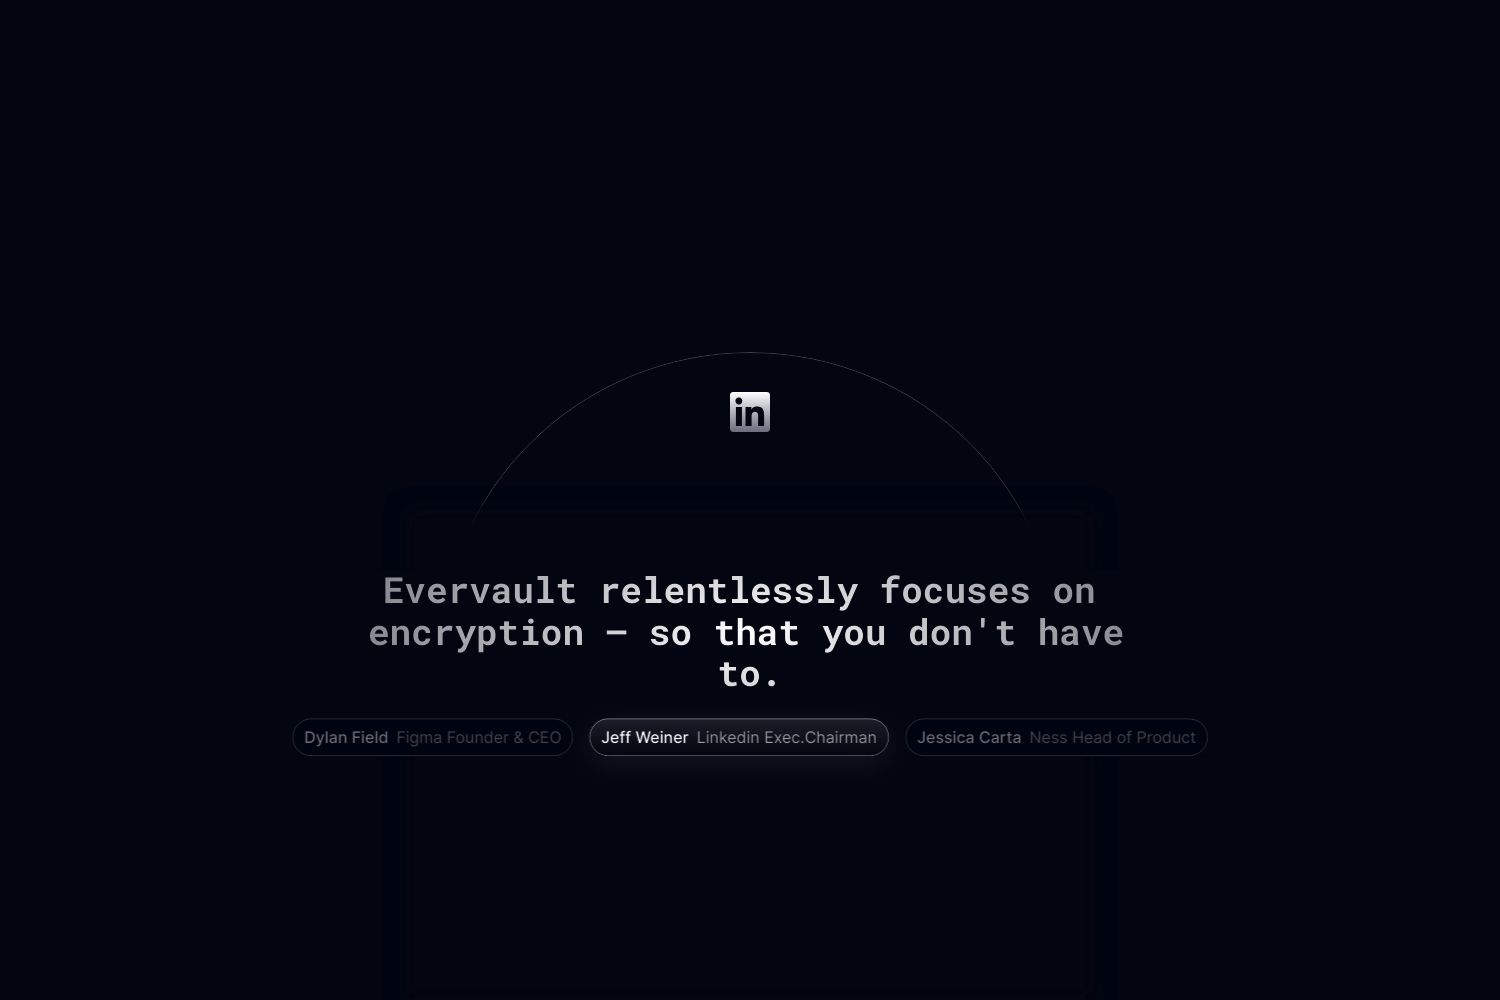 in
Evervault relentlessly focuses on
encryption — so that you don't have
to.
Dylan Field Figma Founder & CEO
Jeff Weiner Linkedin Exec.Chairman
Jessica Carta Ness Head of Product